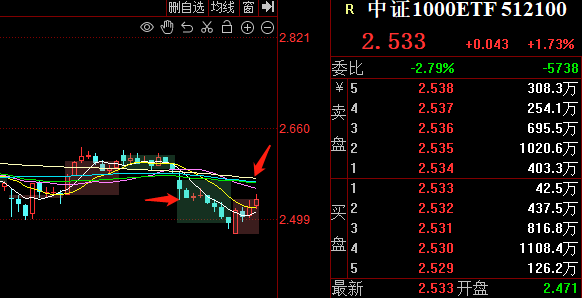 删自选 均线 窗
2.821
2.660
2.499
R 中证1000ETF 512100
2.533 +0.043 +1.73%
委比 -2.79% -5738
￥ 5 2.538 308.3万
卖 4 2.537 254.1万
盘 3 2.536 695.5万
2 2.535 1020.6万
1 2.534 403.3万
1 2.533 42.5万
买 2 2.532 437.5万
盘 3 2.531 816.8万
4 2.530 1108.4万
5 2.529 126.2万
最新 2.533 开盘 2.471